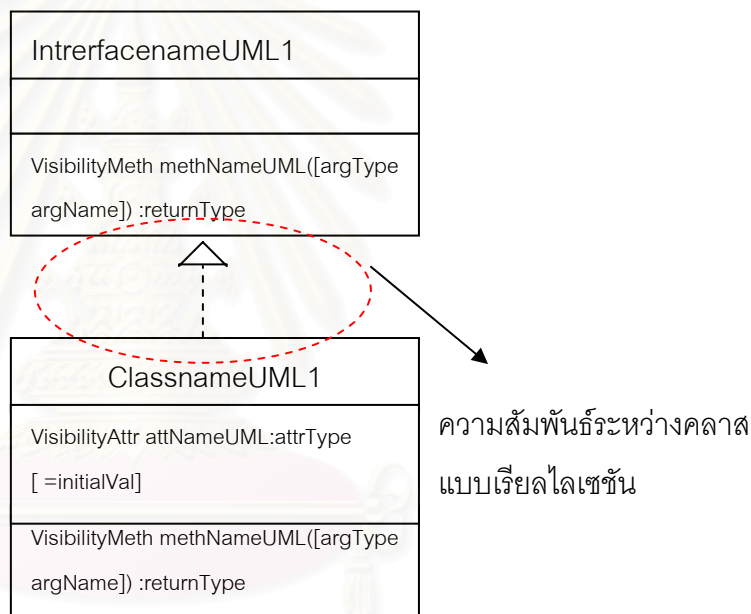 IntrerfacenameUML1
VisibilityMeth methNameUML([argType
argName]) :returnType
ClassnameUML1
VisibilityAttr attNameUML:attrType
[ =initialVal]
VisibilityMeth methNameUML([argType
argName]) :returnType
ความสัมพันธ์ระหว่างคลาส
แบบเรียลไลเซชัน